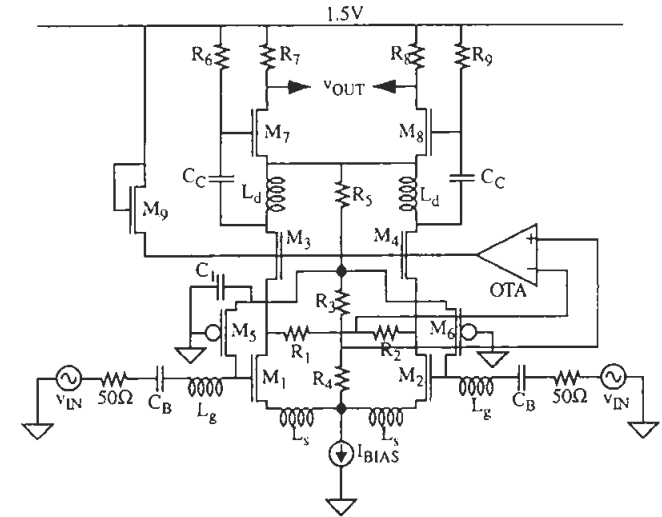 1.5V
R6 R7 R8 R9
vOUT
M7 M8
CC Ld R5 Ld CC
M9
M3 M4
+
−
OTA
C1
R3
M5 M6
R1 R2
M1 R4 M2
vIN 50Ω CB Lg Lg CB 50Ω vIN
Ls Ls
IBIAS